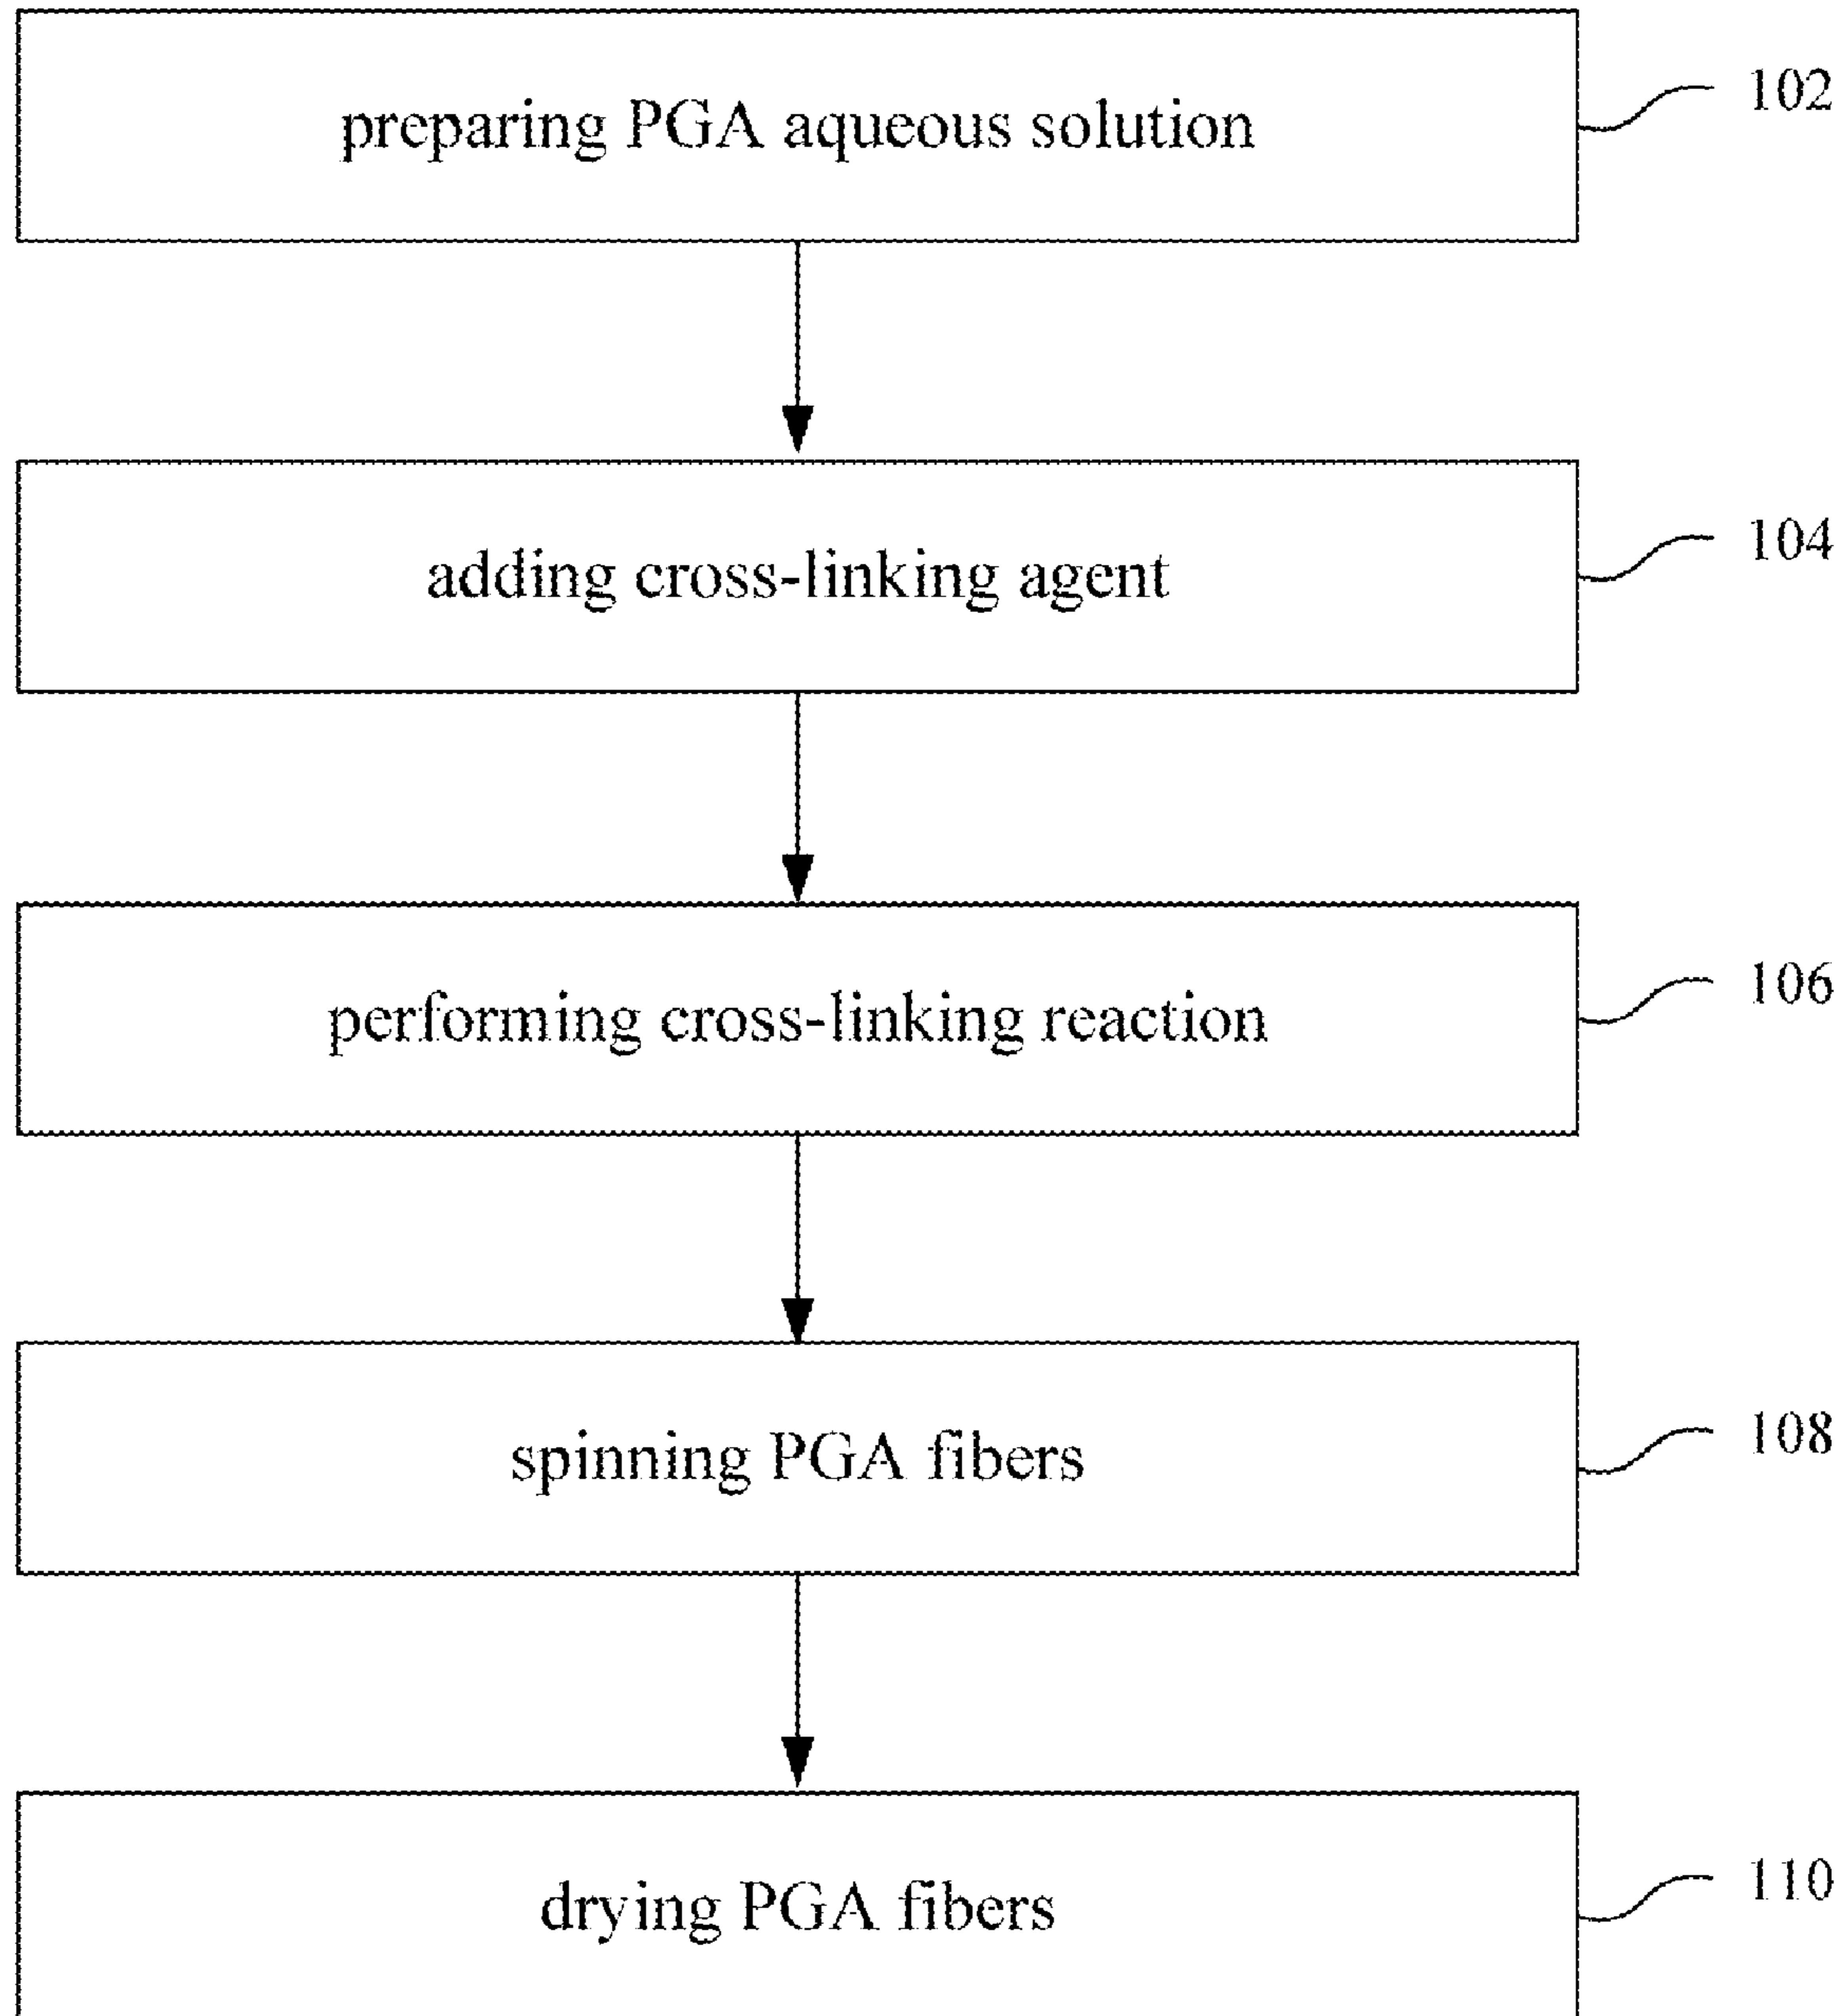 preparing PGA aqueous solution
102
adding cross-linking agent
104
performing cross-linking reaction
106
spinning PGA fibers
108
drying PGA fibers
110